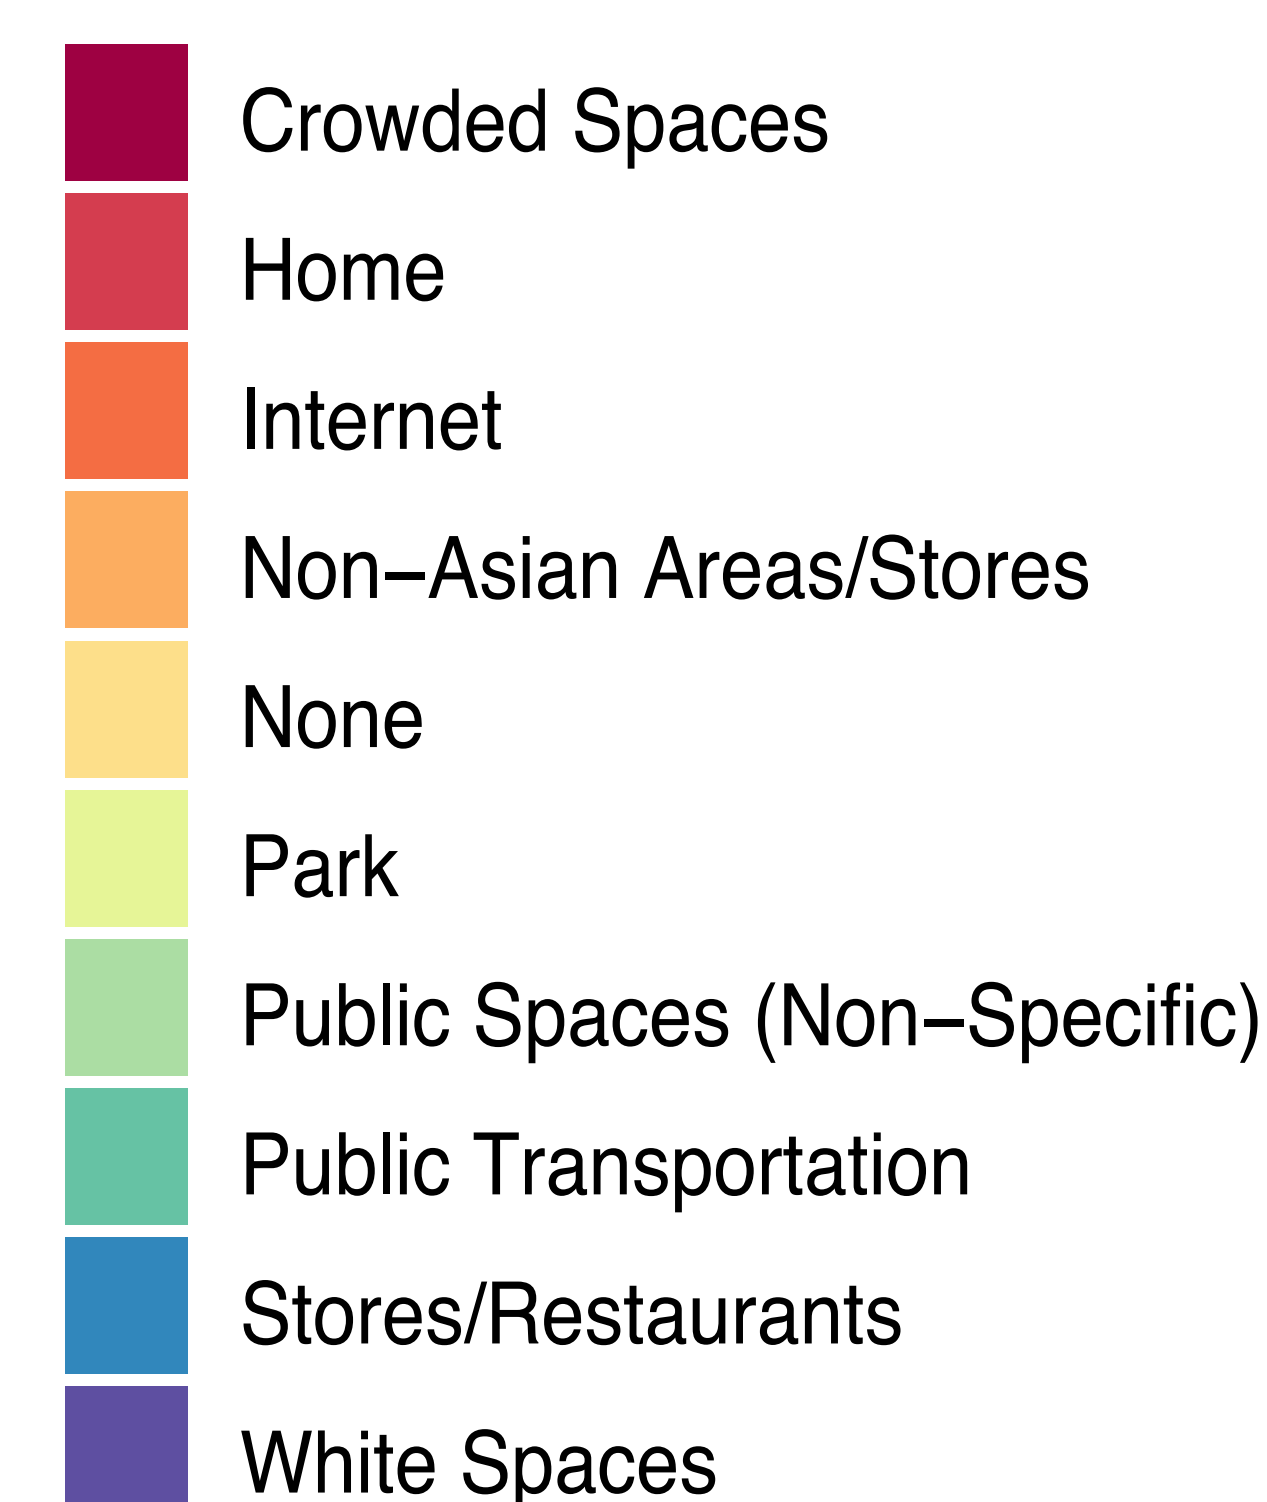 Crowded Spaces
Home
Internet
Non−Asian Areas/Stores
None
Park
Public Spaces (Non−Specific)
Public Transportation
Stores/Restaurants
White Spaces